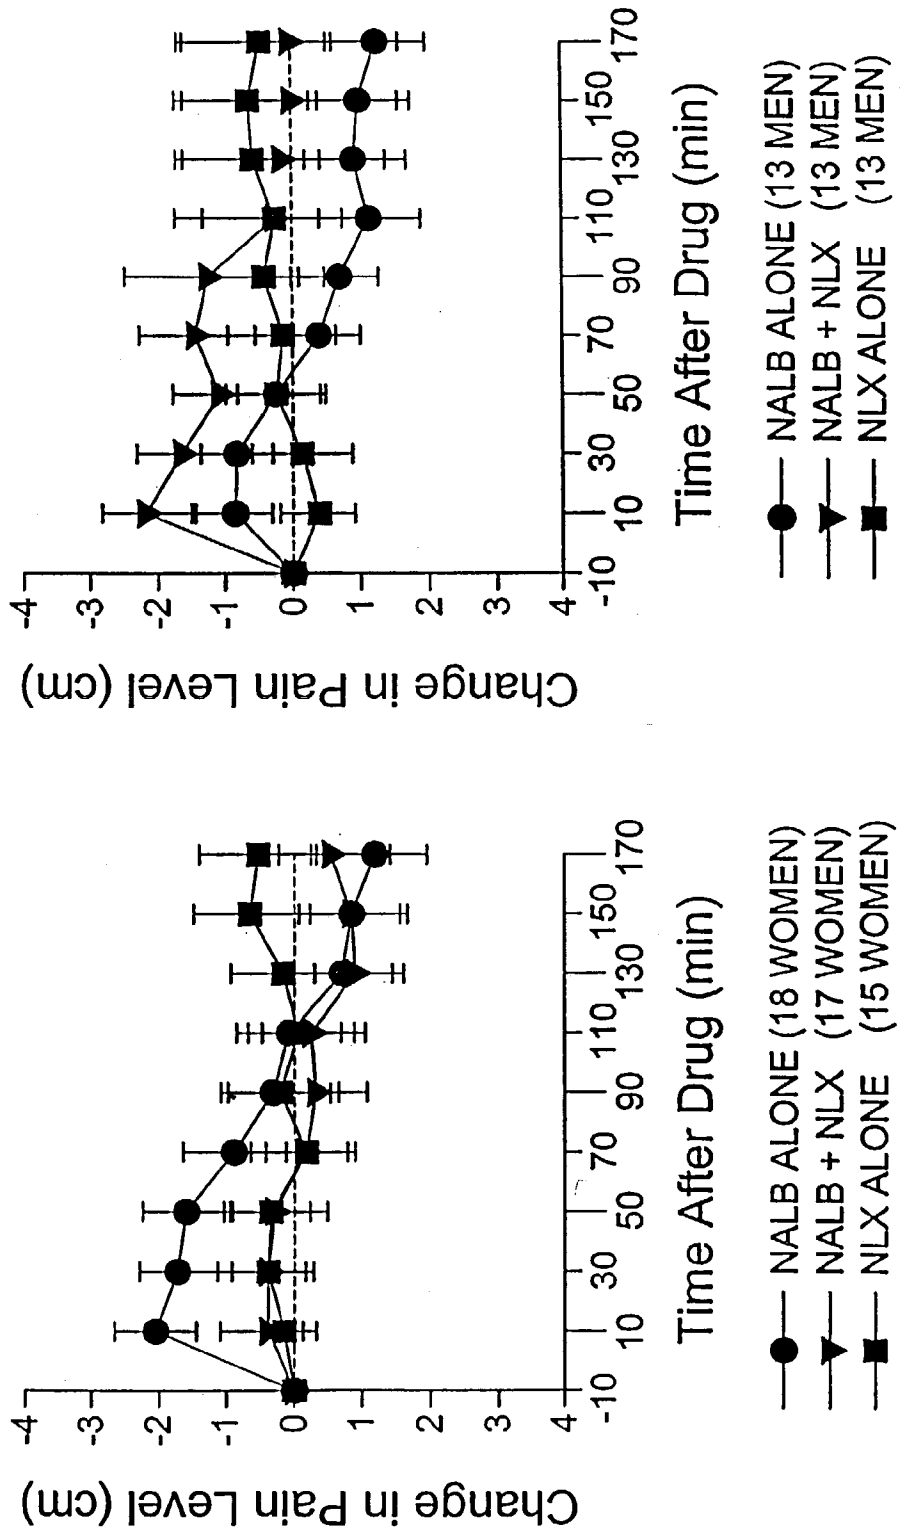 Change in Pain Level (cm)
-4
-3
-2
-1
0
1
2
3
4
-10 10 30 50 70 90 110 130 150 170
Time After Drug (min)
NALB ALONE (18 WOMEN)
NALB + NLX (17 WOMEN)
NLX ALONE (15 WOMEN)
Change in Pain Level (cm)
-4
-3
-2
-1
0
1
2
3
4
-10 10 30 50 70 90 110 130 150 170
Time After Drug (min)
NALB ALONE (13 MEN)
NALB + NLX (13 MEN)
NLX ALONE (13 MEN)